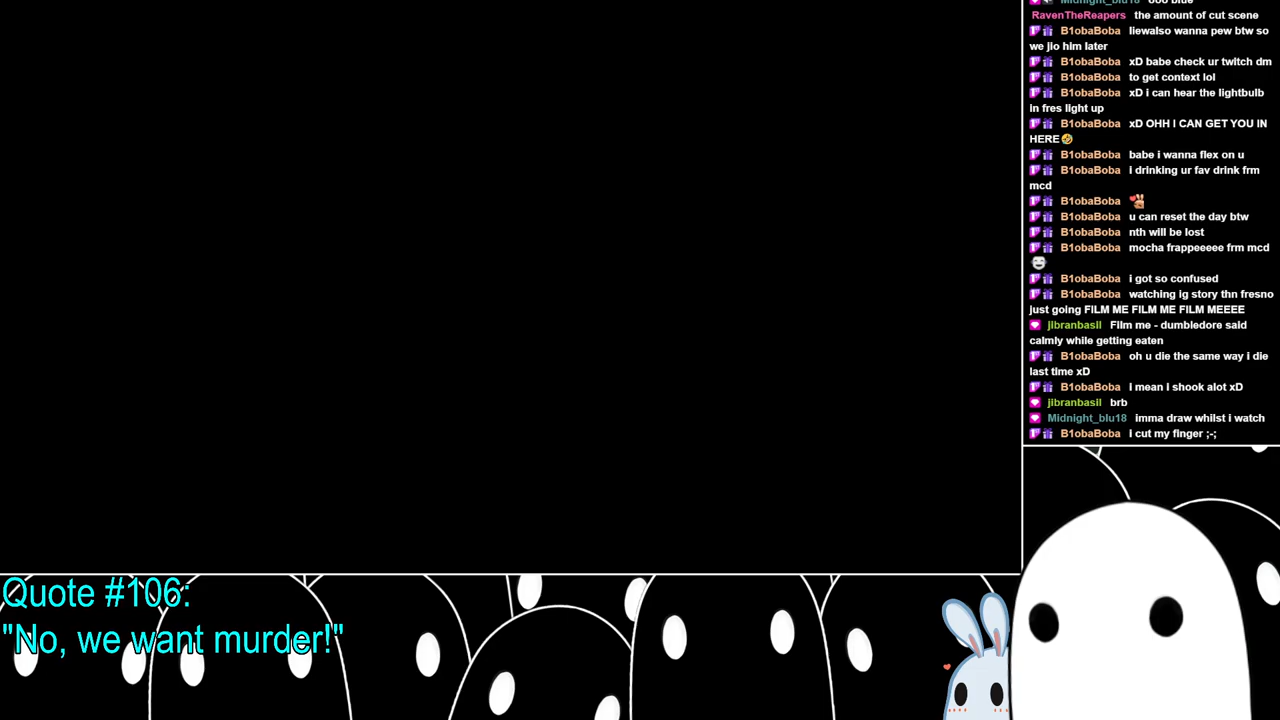 Midnight_blu18 ooo blue
RavenTheReapers the amount of cut scene
B1obaBoba liewalso wanna pew btw so
we jio him later
B1obaBoba xD babe check ur twitch dm
B1obaBoba to get context lol
B1obaBoba xD i can hear the lightbulb
in fres light up
B1obaBoba xD OHH I CAN GET YOU IN
HERE🤣
B1obaBoba babe i wanna flex on u
B1obaBoba i drinking ur fav drink frm
mcd
B1obaBoba
B1obaBoba u can reset the day btw
B1obaBoba nth will be lost
B1obaBoba mocha frappeeeee frm mcd
B1obaBoba i got so confused
B1obaBoba watching ig story thn fresno
just going FILM ME FILM ME FILM MEEEE
jibranbasil FIlm me - dumbledore said
calmly while getting eaten
B1obaBoba oh u die the same way i die
last time xD
B1obaBoba i mean i shook alot xD
jibranbasil brb
Midnight_blu18 imma draw whilst i watch
B1obaBoba i cut my finger ;-;
Quote #106:
"No, we want murder!"